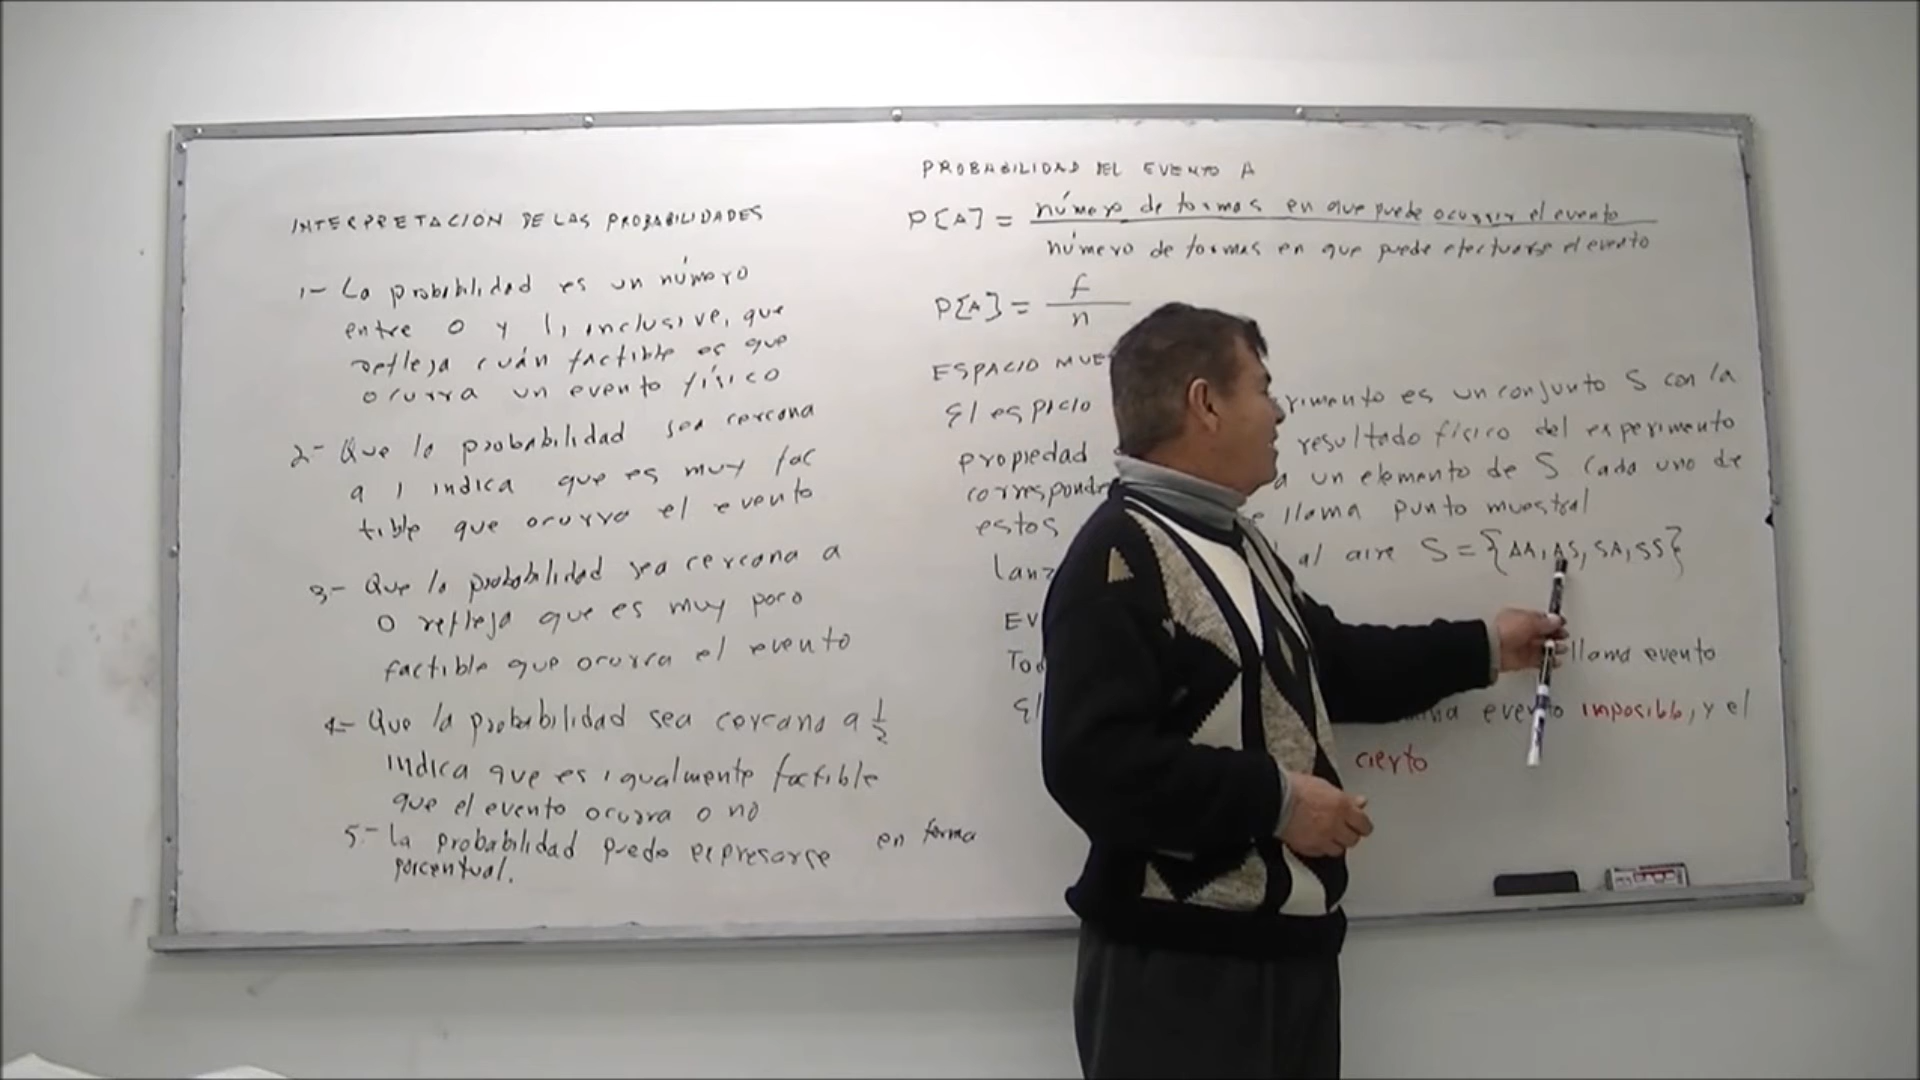 INTERPRETACION DE LAS PROBABILIDADES
1- La probabilidad es un número
entre 0 y 1, inclusive, que
refleja cuán factible es que
ocurra un evento físico
2- Que la probabilidad sea cercana
a 1 indica que es muy fac
tible que ocurra el evento
3- Que la probabilidad sea cercana a
0 refleja que es muy poco
factible que ocurra el evento
4- Que la probabilidad sea cercana a 1/2
indica que es igualmente factible
que el evento ocurra o no
5- La probabilidad puede expresarse en forma
porcentual.
PROBABILIDAD DEL EVENTO A
P[A] = número de formas en que puede ocurrir el evento
número de formas en que puede efectuarse el evento
P[A] = f
n
ESPACIO MUE
El espacio rimento es un conjunto S con la
propiedad resultado físico del experimento
corresponde a un elemento de S Cada uno de
estos e llama punto muestral
Lanz al aire S = {AA, AS, SA, SS}
EV
Tod llama evento
El evento imposible, y el
cierto